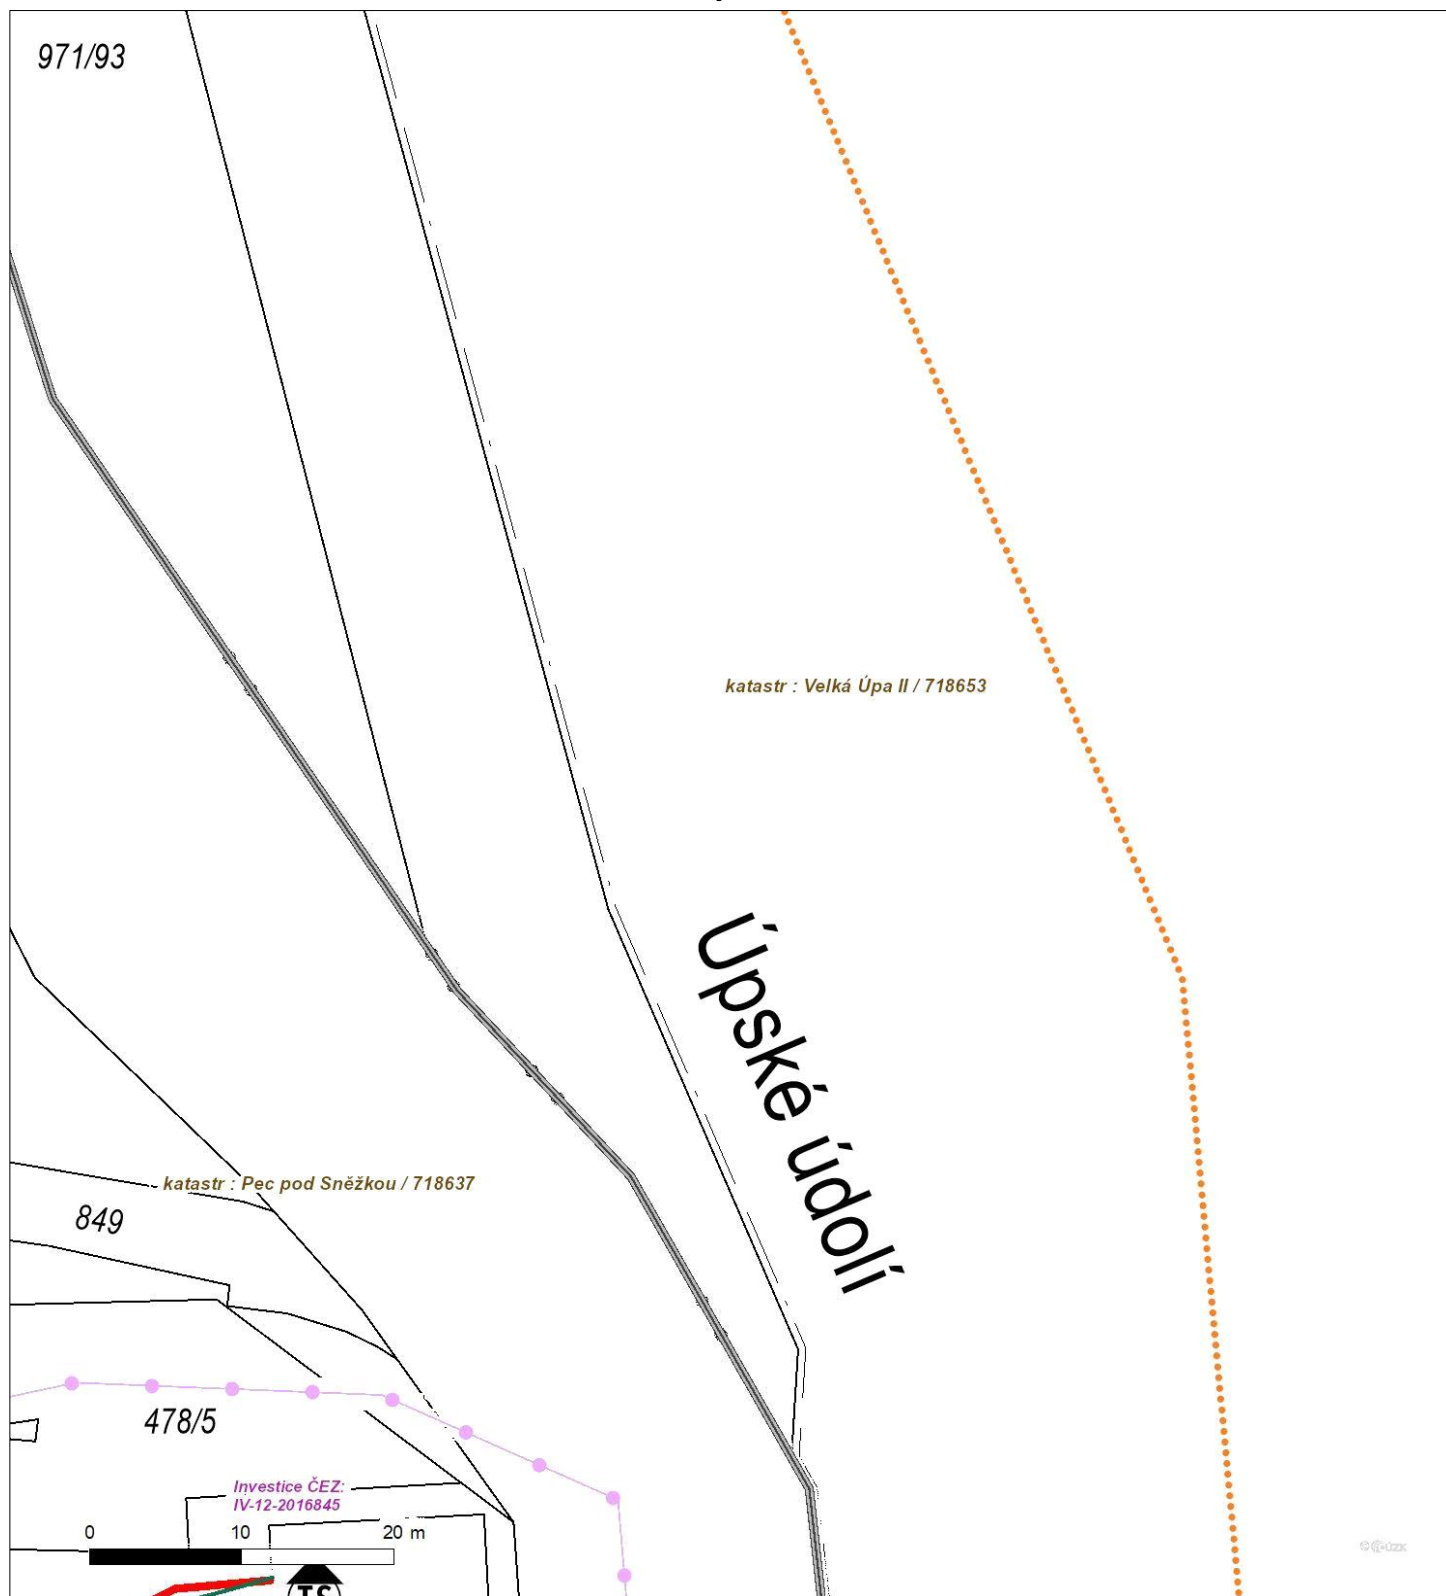 971/93
katastr : Velká Úpa II / 718653
Úpské údolí
katastr : Pec pod Sněžkou / 718637
849
478/5
Investice ČEZ:
IV-12-2016845
0 10 20 m
TS